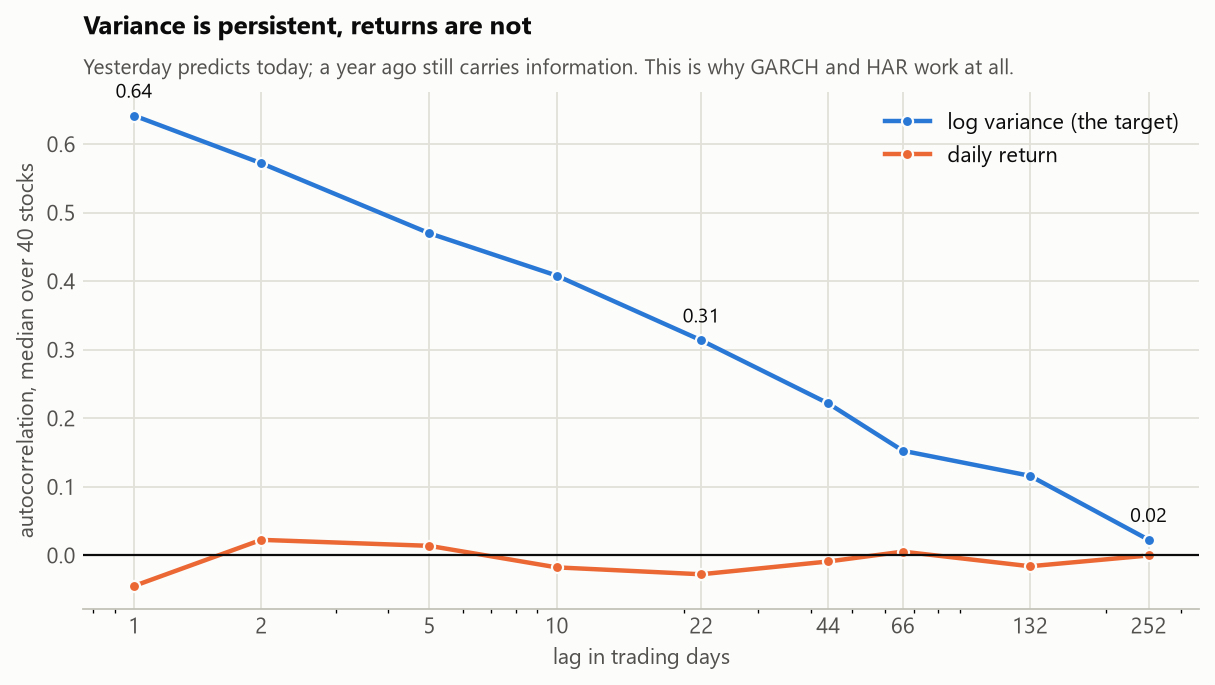 Variance is persistent, returns are not
Yesterday predicts today; a year ago still carries information. This is why GARCH and HAR work at all.
0.64
log variance (the target)
daily return
0.31
0.02
autocorrelation, median over 40 stocks
0.6
0.5
0.4
0.3
0.2
0.1
0.0
1 2 5 10 22 44 66 132 252
lag in trading days